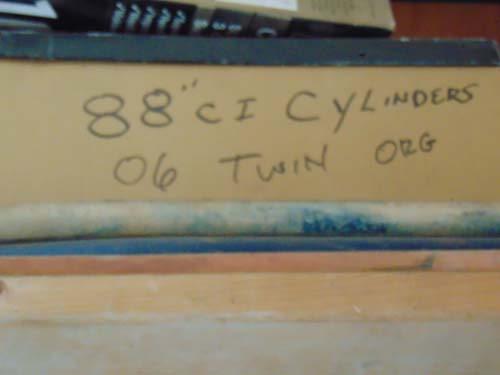 88" CI CYLINDERS
06 TWIN ORG